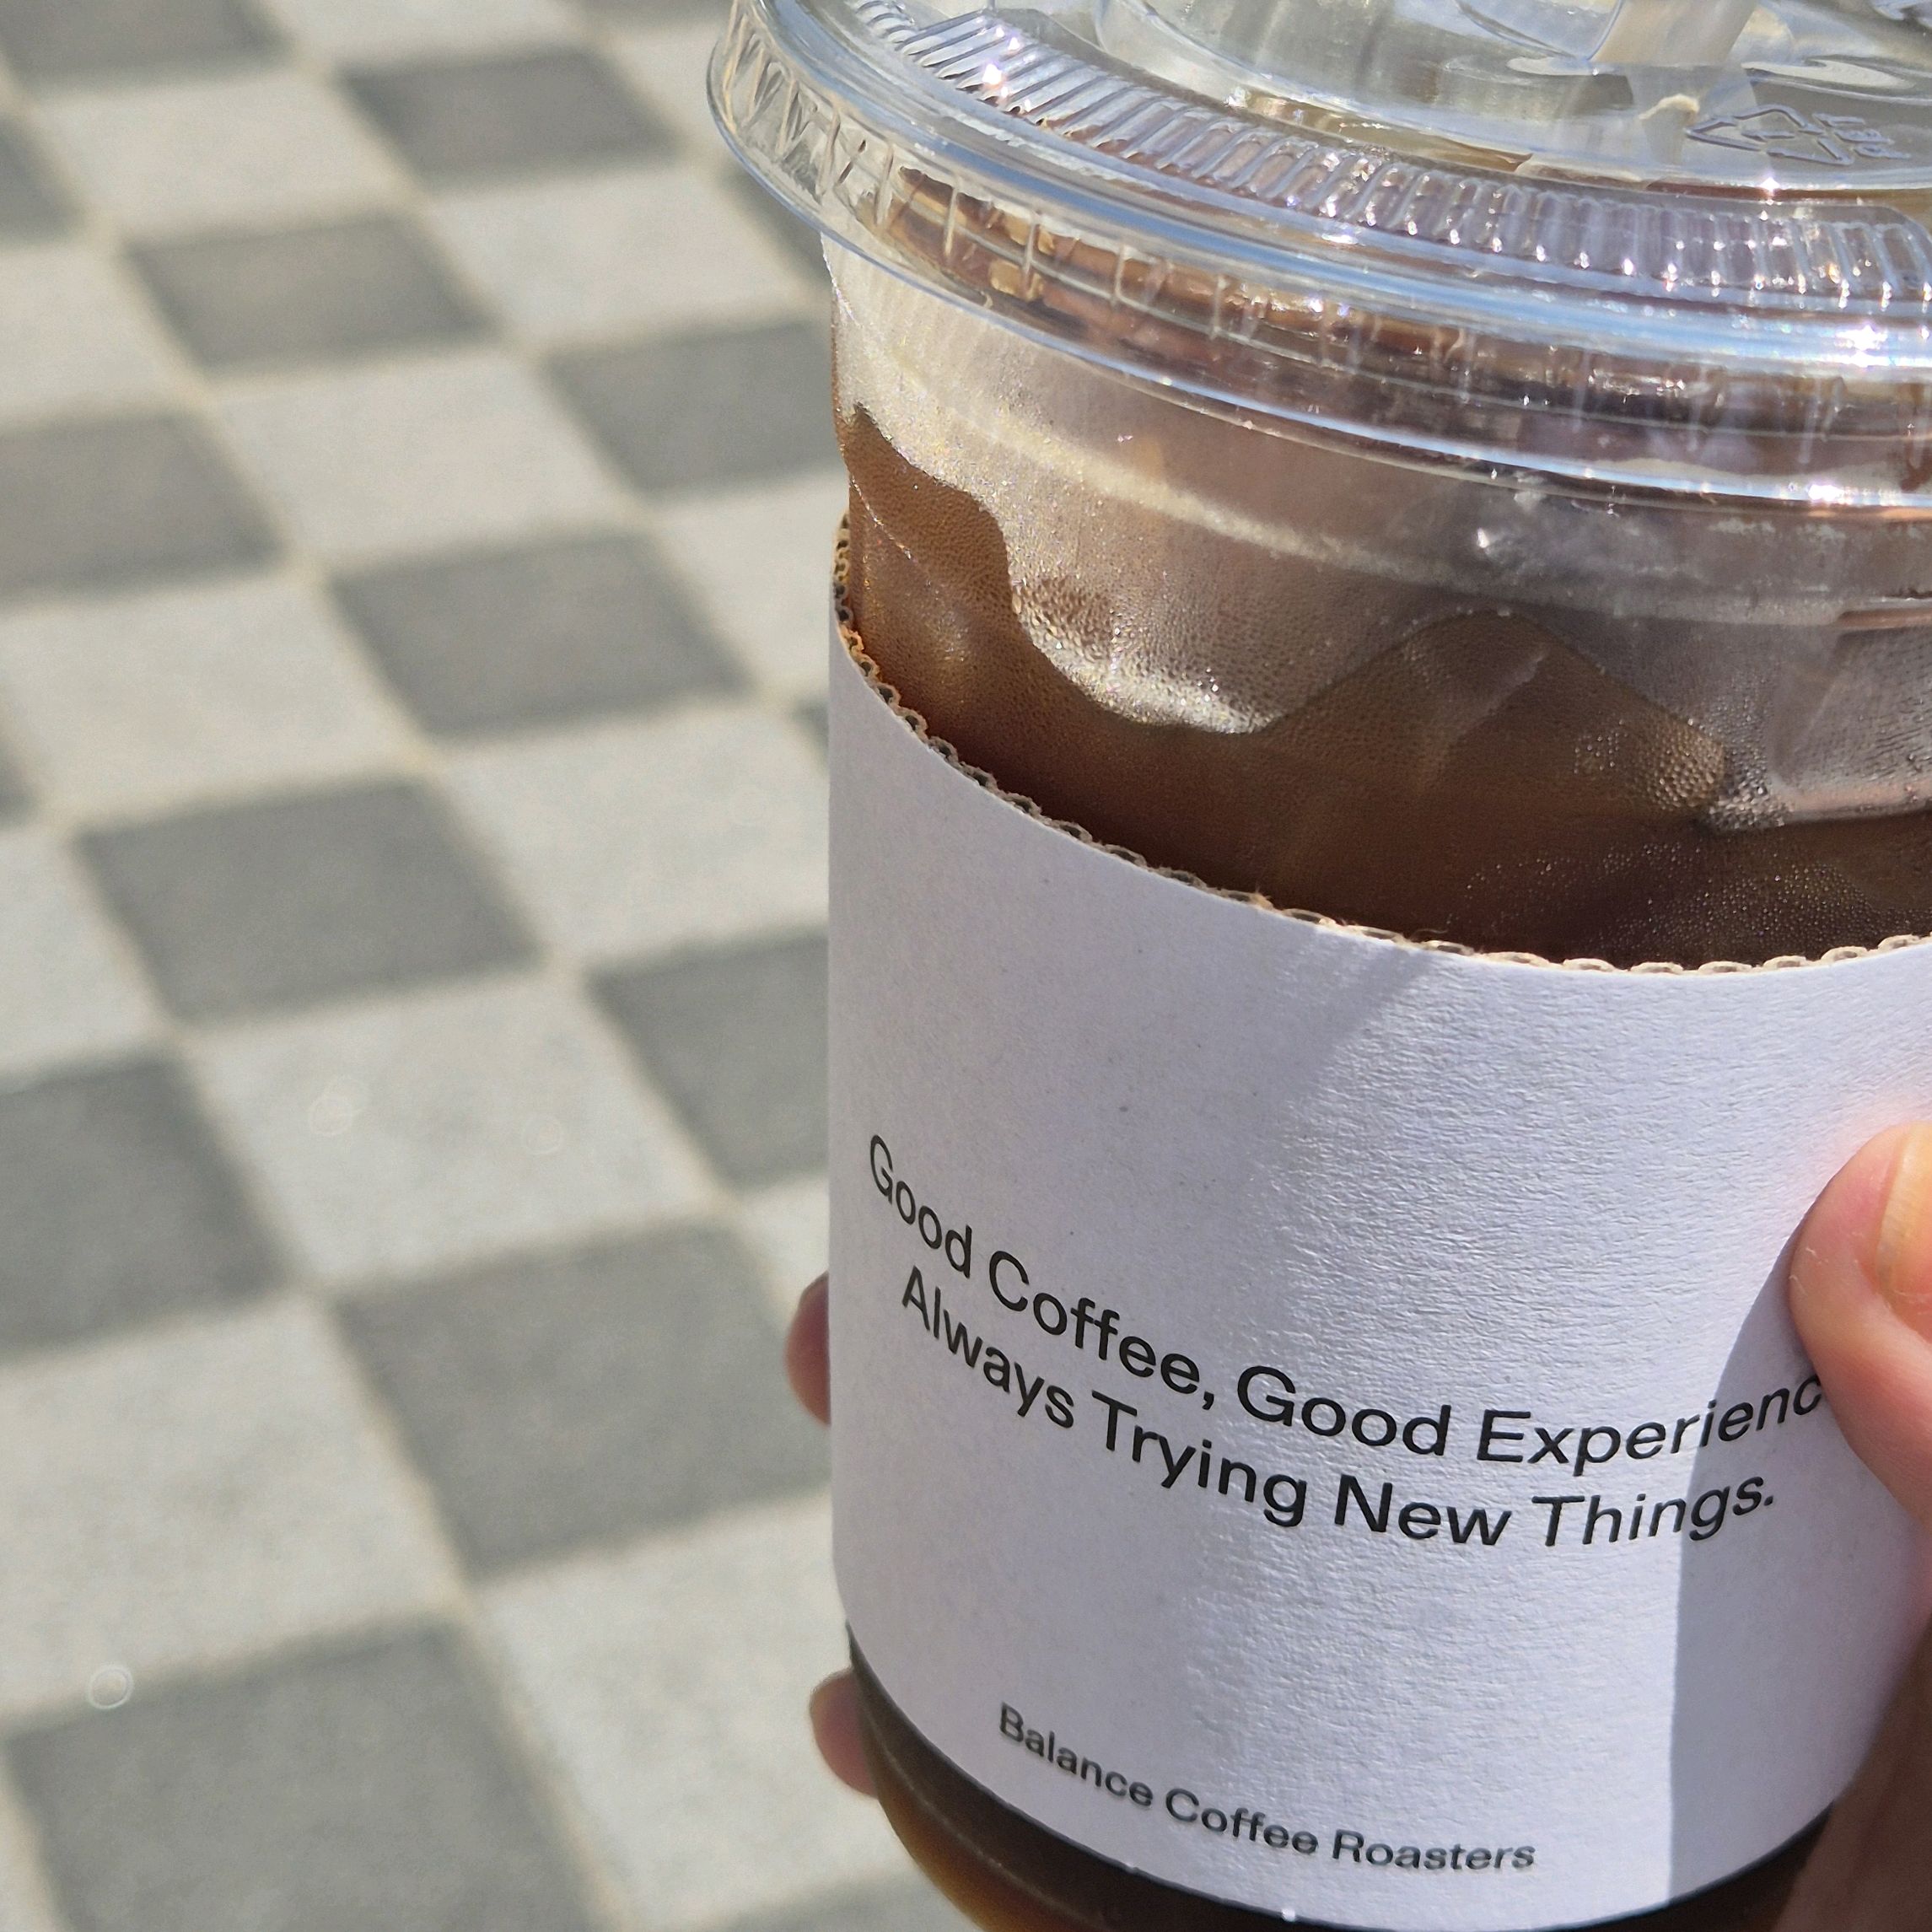 Good Coffee, Good Experienc
Always Trying New Things.
Balance Coffee Roasters